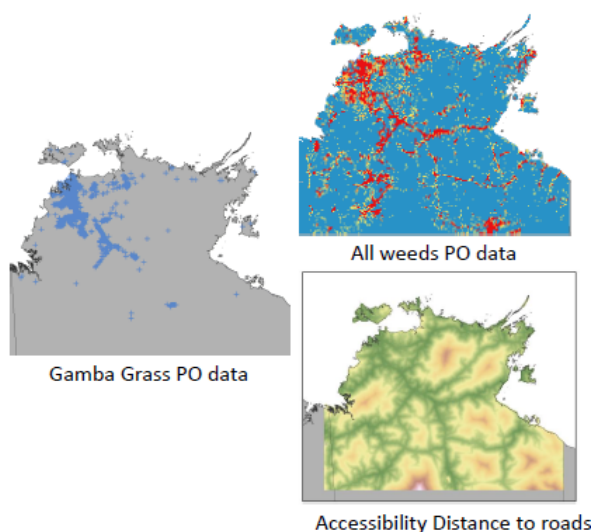 All weeds PO data
Gamba Grass PO data
Accessibility Distance to roads